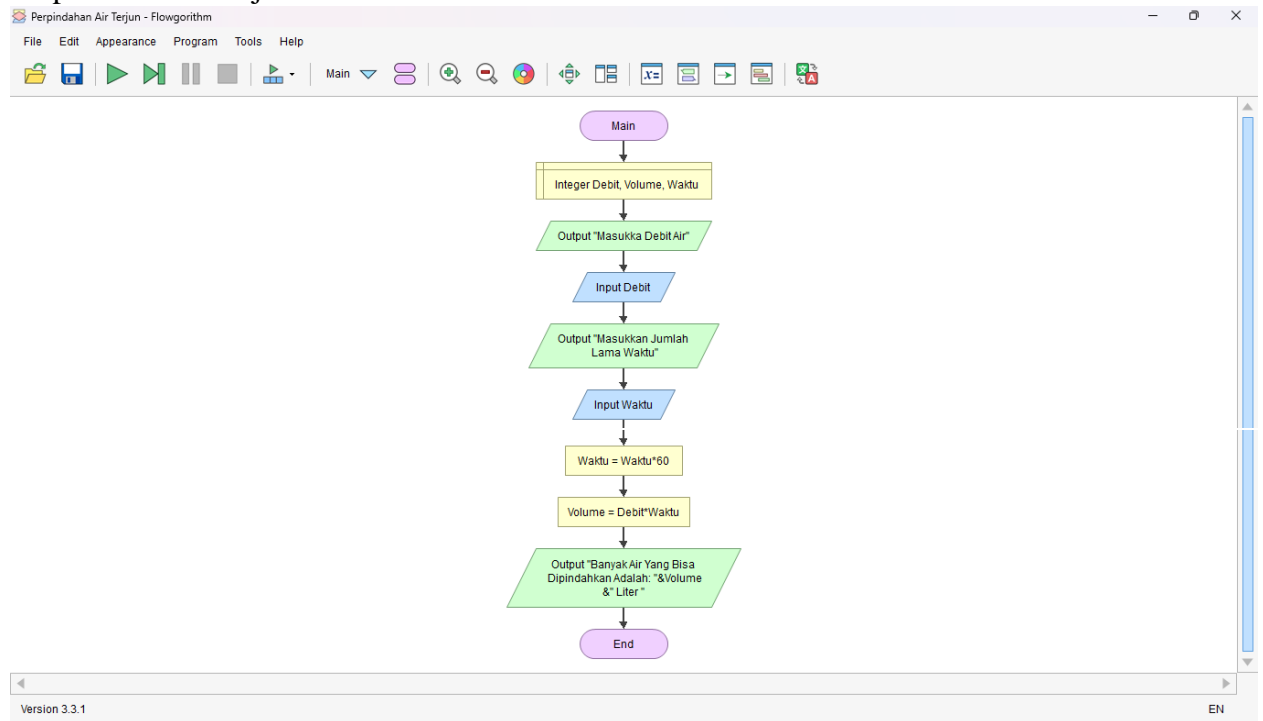 Perpindahan Air Terjun - Flowgorithm
File Edit Appearance Program Tools Help
Main
Main
Integer Debit, Volume, Waktu
Output "Masukka Debit Air"
Input Debit
Output "Masukkan Jumlah
Lama Waktu"
Input Waktu
Waktu = Waktu*60
Volume = Debit*Waktu
Output "Banyak Air Yang Bisa
Dipindahkan Adalah: "&Volume
&" Liter "
End
Version 3.3.1
EN